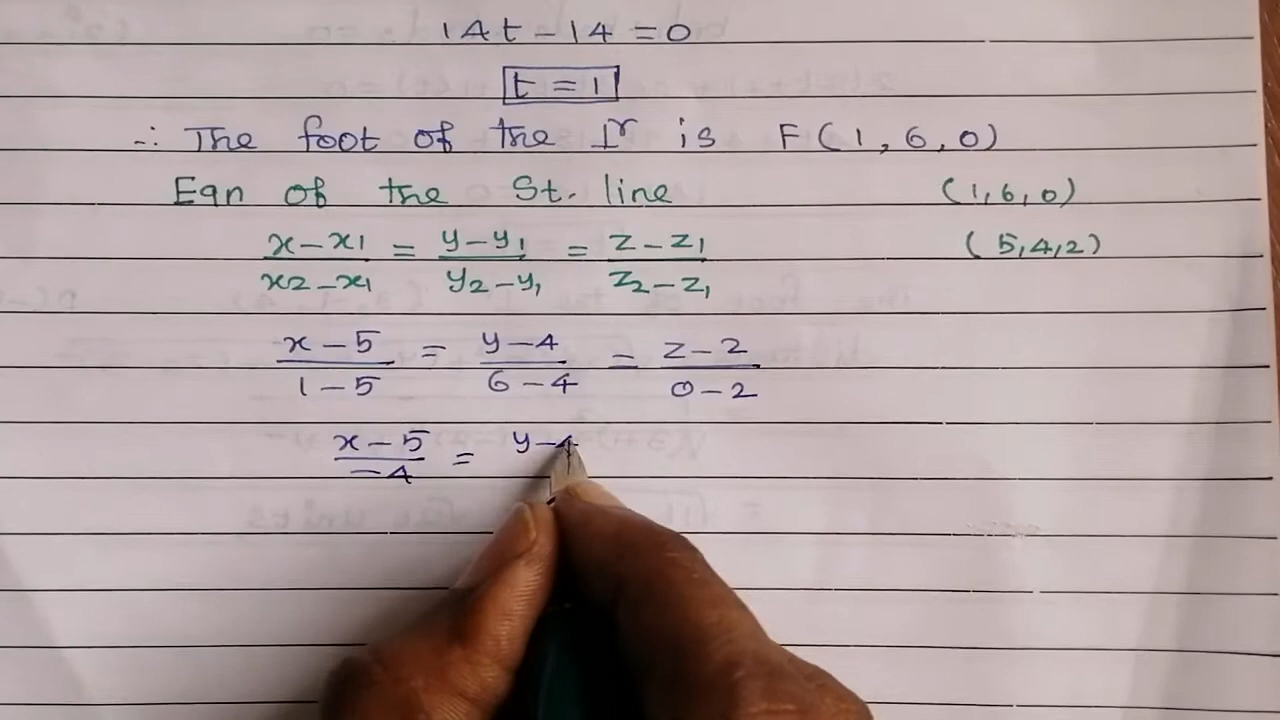 14t - 14 = 0
t = 1
∴ The foot of the ⊥r is F(1, 6, 0)
Eqn of the St. line (1, 6, 0)
x - x1 / x2 - x1 = y - y1 / y2 - y1 = z - z1 / z2 - z1 (5, 4, 2)
x - 5 / 1 - 5 = y - 4 / 6 - 4 = z - 2 / 0 - 2
x - 5 / -4 = y - 4